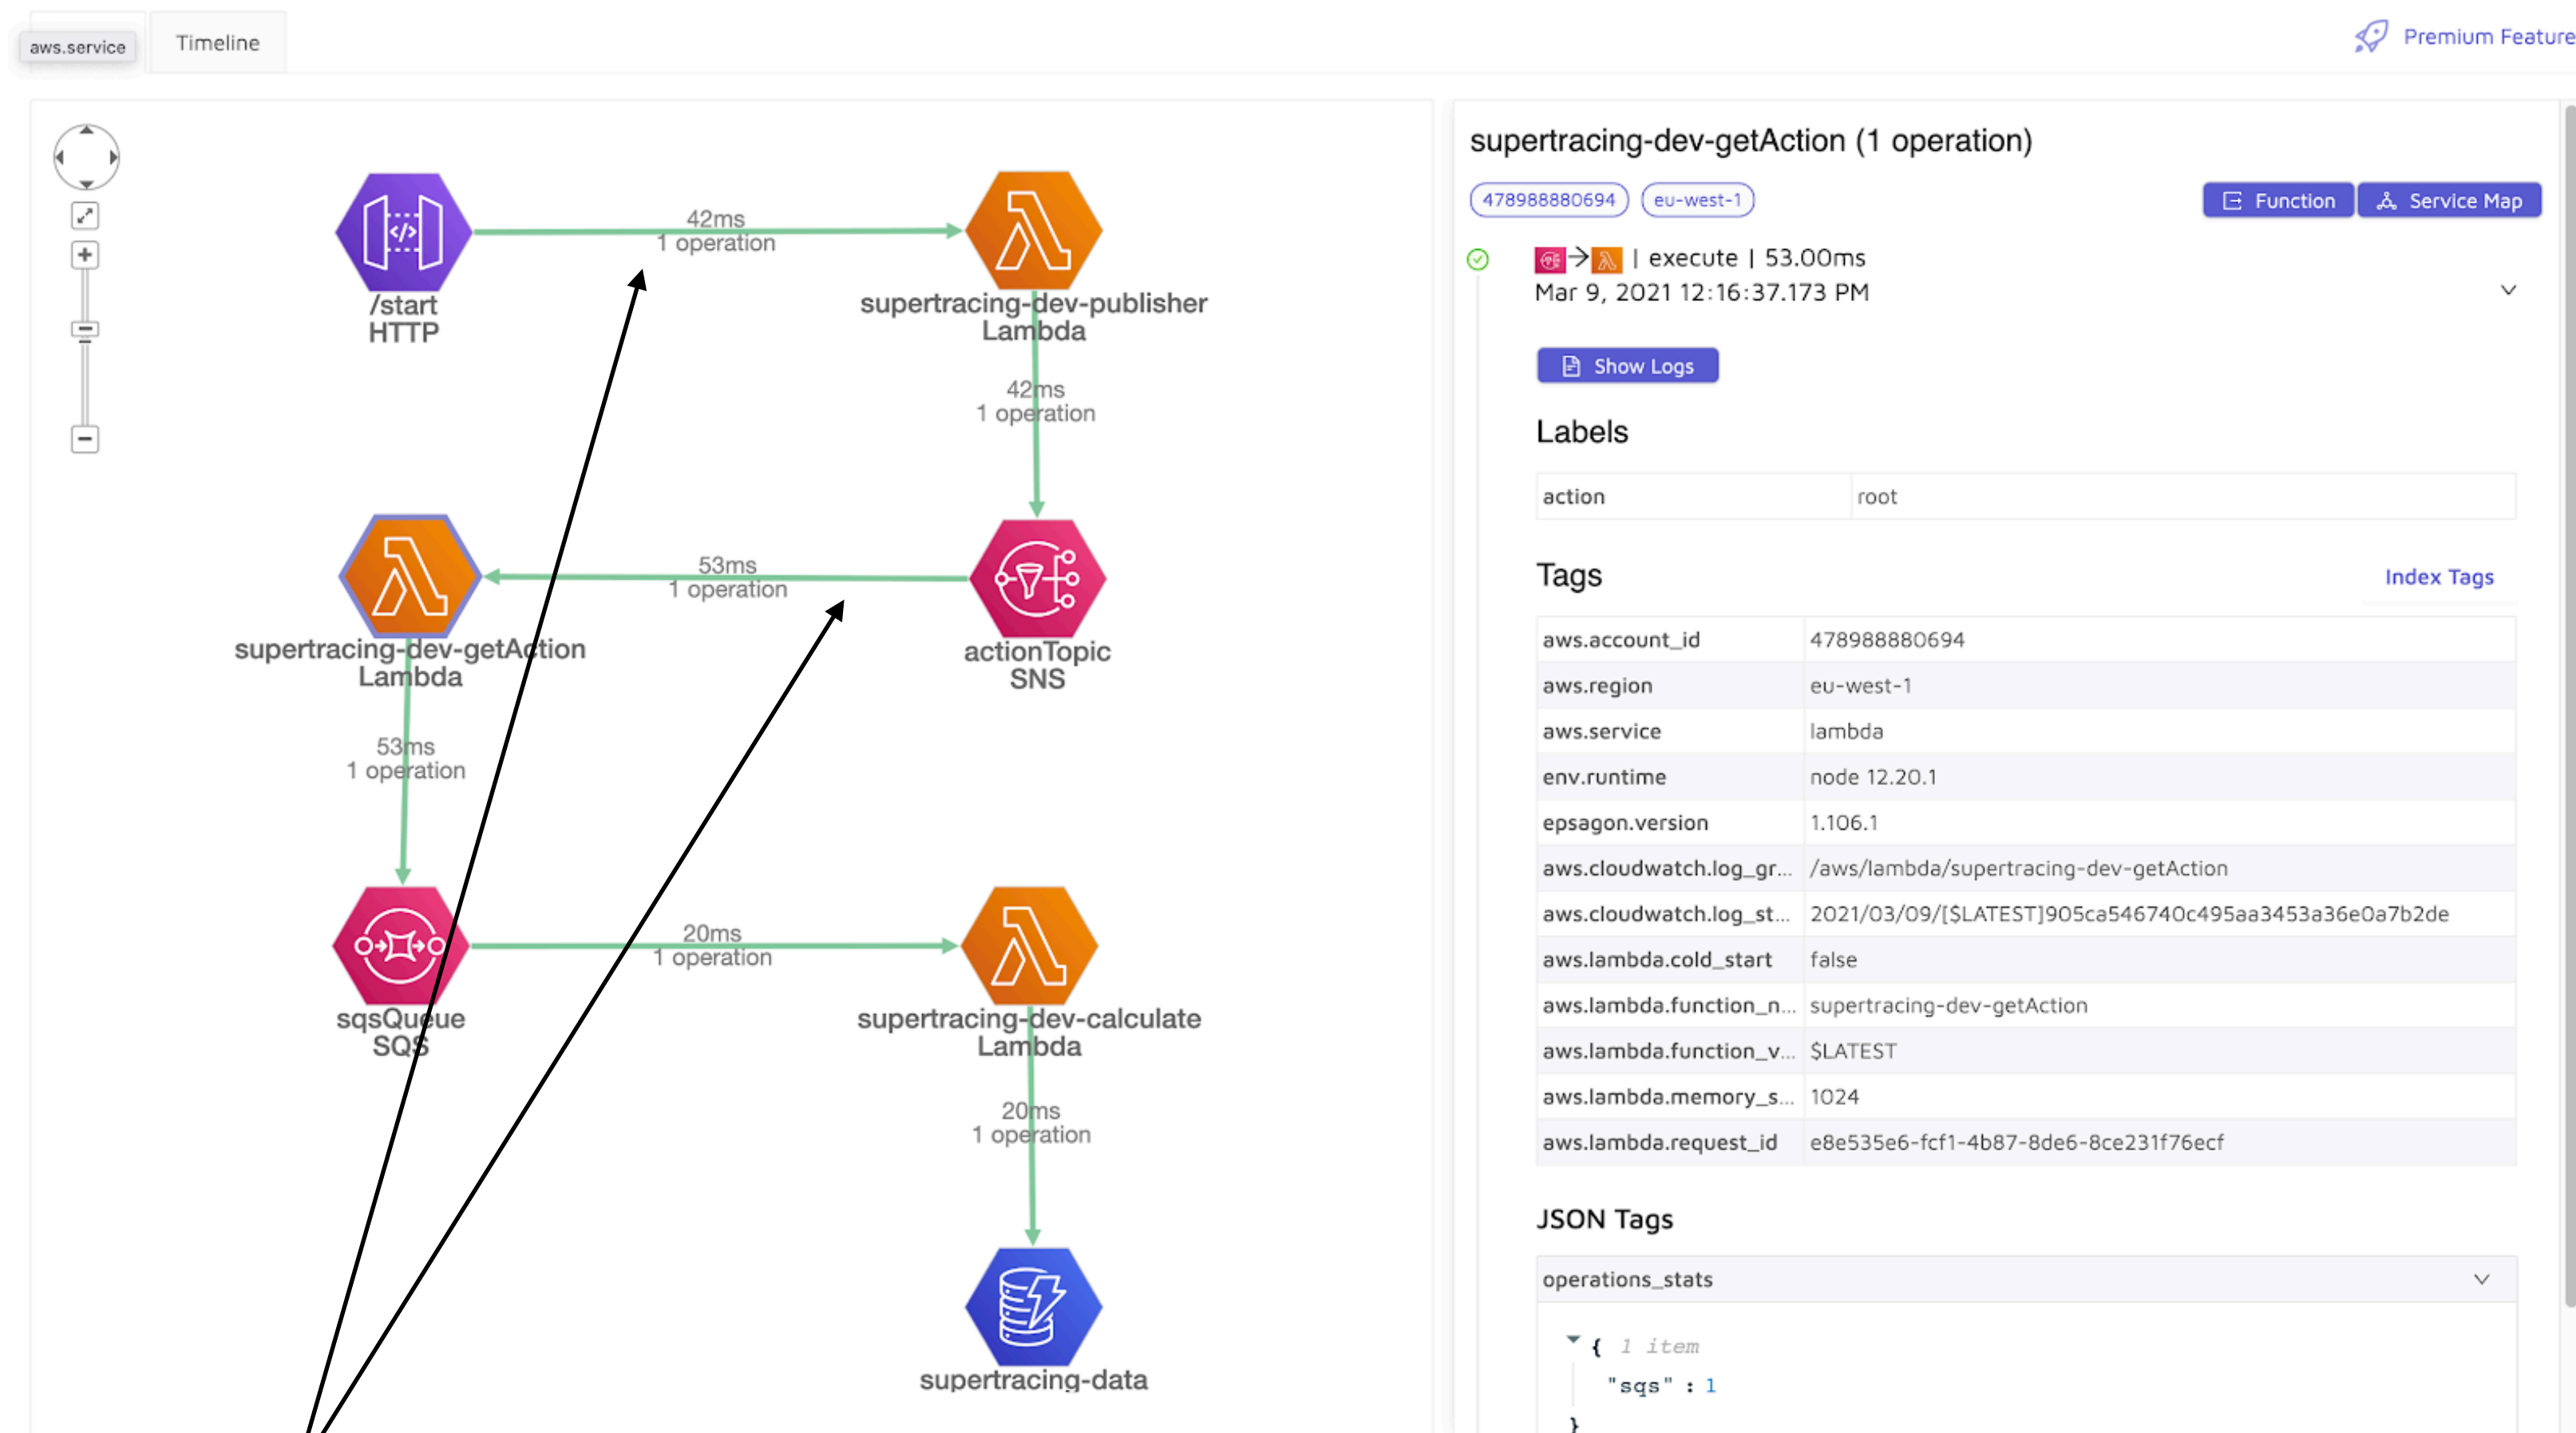 aws.service
Timeline
Premium Feature
42ms
1 operation
/start
HTTP
supertracing-dev-publisher
Lambda
42ms
1 operation
53ms
1 operation
supertracing-dev-getAction
Lambda
actionTopic
SNS
53ms
1 operation
20ms
1 operation
sqsQueue
SQS
supertracing-dev-calculate
Lambda
20ms
1 operation
supertracing-data
supertracing-dev-getAction (1 operation)
478988880694 eu-west-1 Function Service Map
| execute | 53.00ms
Mar 9, 2021 12:16:37.173 PM
Show Logs
Labels
action root
Tags Index Tags
aws.account_id 478988880694
aws.region eu-west-1
aws.service lambda
env.runtime node 12.20.1
epsagon.version 1.106.1
aws.cloudwatch.log_gr... /aws/lambda/supertracing-dev-getAction
aws.cloudwatch.log_st... 2021/03/09/[$LATEST]905ca546740c495aa3453a36e0a7b2de
aws.lambda.cold_start false
aws.lambda.function_n... supertracing-dev-getAction
aws.lambda.function_v... $LATEST
aws.lambda.memory_s... 1024
aws.lambda.request_id e8e535e6-fcf1-4b87-8de6-8ce231f76ecf
JSON Tags
operations_stats
{ 1 item
"sqs" : 1
}